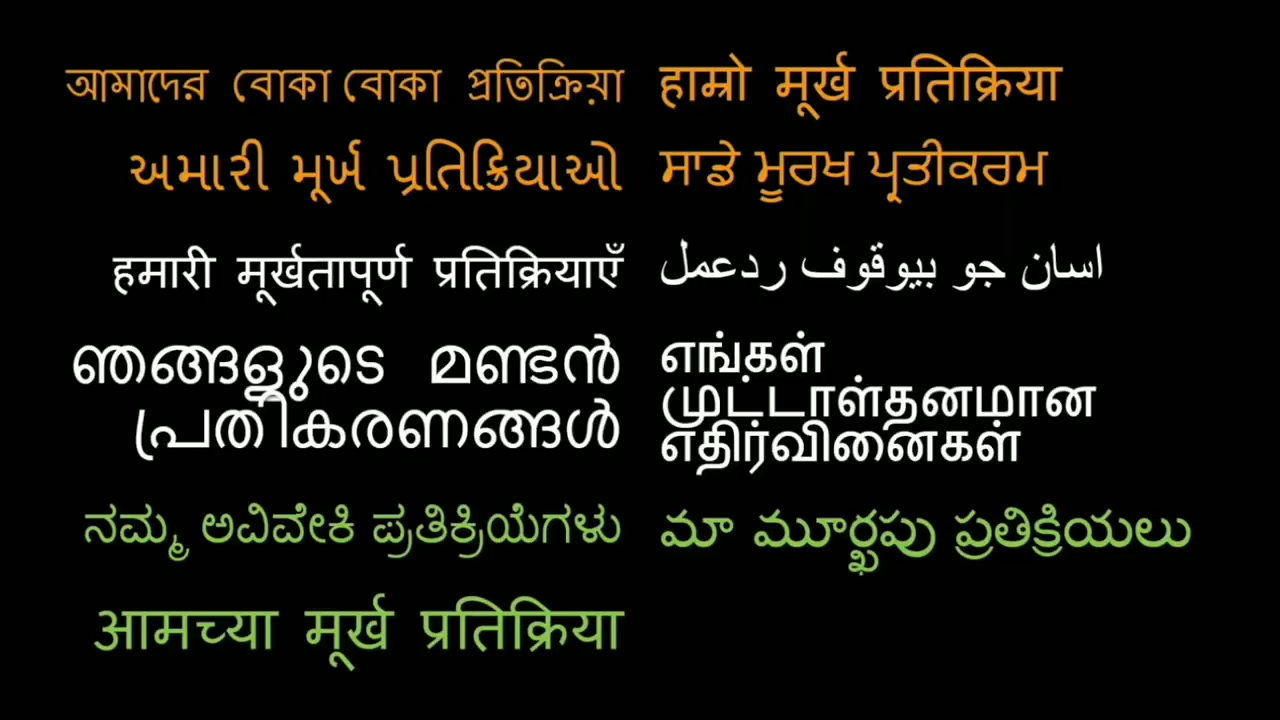 আমাদের বোকা বোকা প্রতিক্রিয়া
हाम्रो मूर्ख प्रतिक्रिया
અમારી મૂર્ખ પ્રતિક્રિયાઓ
ਸਾਡੇ ਮੂਰਖ ਪ੍ਰਤੀਕਰਮ
हमारी मूर्खतापूर्ण प्रतिक्रियाएँ
اسان جو بيوقوف ردعمل
ഞങ്ങളുടെ മണ്ടൻ
പ്രതികരണങ്ങൾ
எங்கள்
முட்டாள்தனமான
எதிர்வினைகள்
ನಮ್ಮ ಅವಿವೇಕಿ ಪ್ರತಿಕ್ರಿಯೆಗಳು
మా మూర్ఖపు ప్రతిక్రియలు
आमच्या मूर्ख प्रतिक्रिया